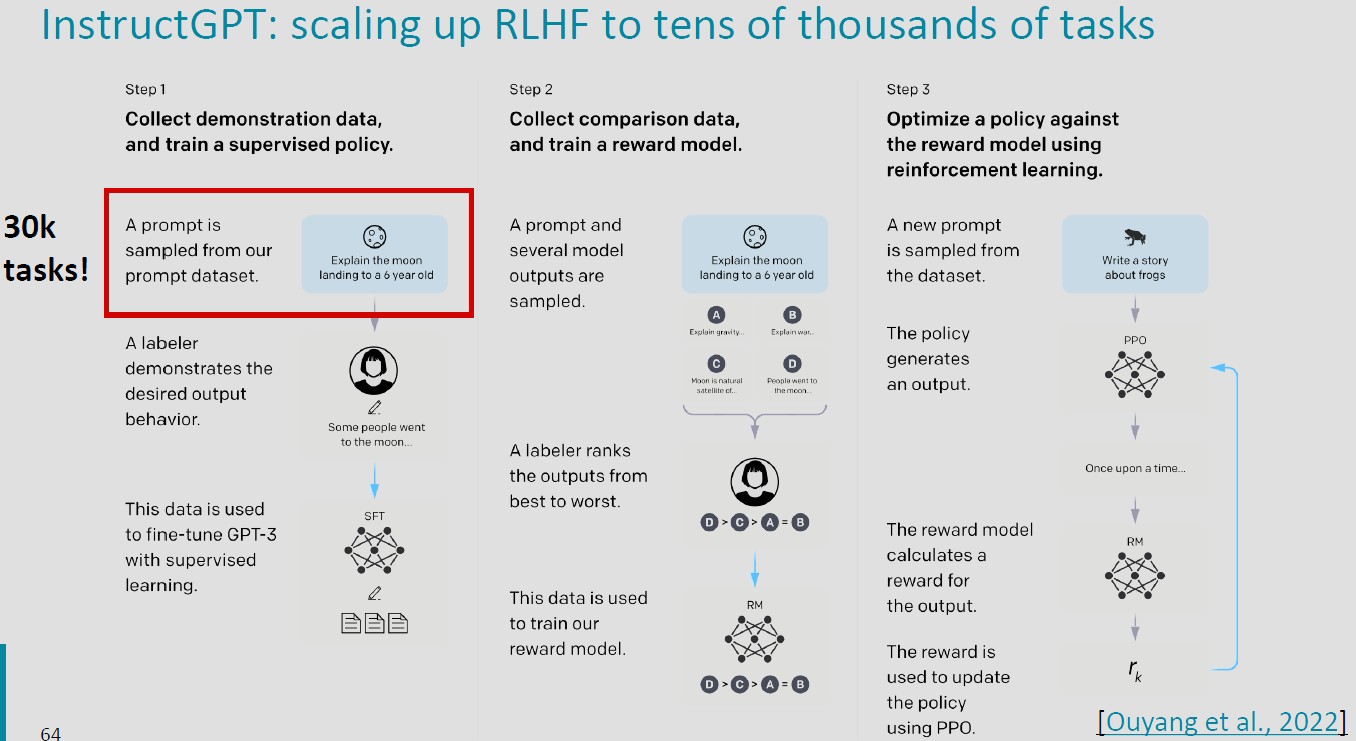 InstructGPT: scaling up RLHF to tens of thousands of tasks
30k
tasks!
Step 1
Collect demonstration data,
and train a supervised policy.
A prompt is
sampled from our
prompt dataset.
Explain the moon
landing to a 6 year old
A labeler
demonstrates the
desired output
behavior.
Some people went
to the moon...
This data is used
to fine-tune GPT-3
with supervised
learning.
SFT
Step 2
Collect comparison data,
and train a reward model.
A prompt and
several model
outputs are
sampled.
Explain the moon
landing to a 6 year old
A
Explain gravity...
B
Explain war...
C
Moon is natural
satellite of...
D
People went to
the moon...
A labeler ranks
the outputs from
best to worst.
D > C > A = B
This data is used
to train our
reward model.
RM
D > C > A = B
Step 3
Optimize a policy against
the reward model using
reinforcement learning.
A new prompt
is sampled from
the dataset.
Write a story
about frogs
The policy
generates
an output.
PPO
Once upon a time...
The reward model
calculates a
reward for
the output.
RM
The reward is
used to update
the policy
using PPO.
rk
[Ouyang et al., 2022]
64